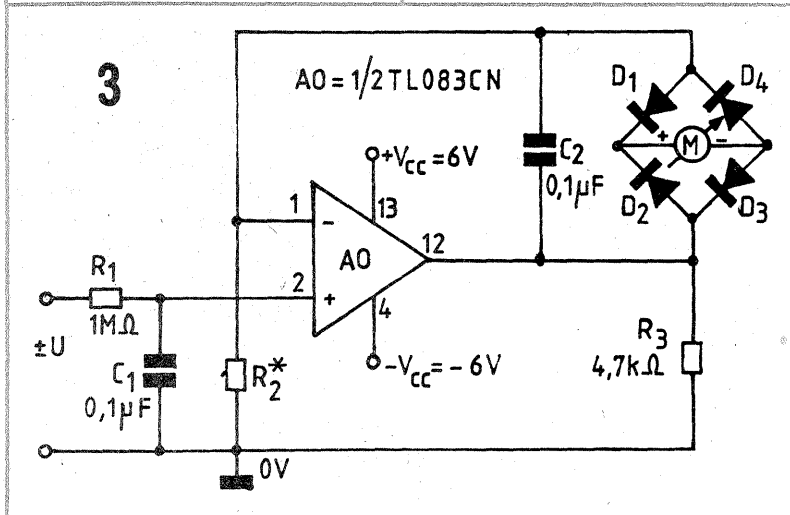 3
AO=1/2TL083CN
D1
D4
+
M
-
D2
D3
+VCC=6V
C2
0,1µF
1
13
-
AO
12
2
+
4
R1
1MΩ
±U
C1
0,1µF
R2*
-VCC=-6V
R3
4,7kΩ
0V